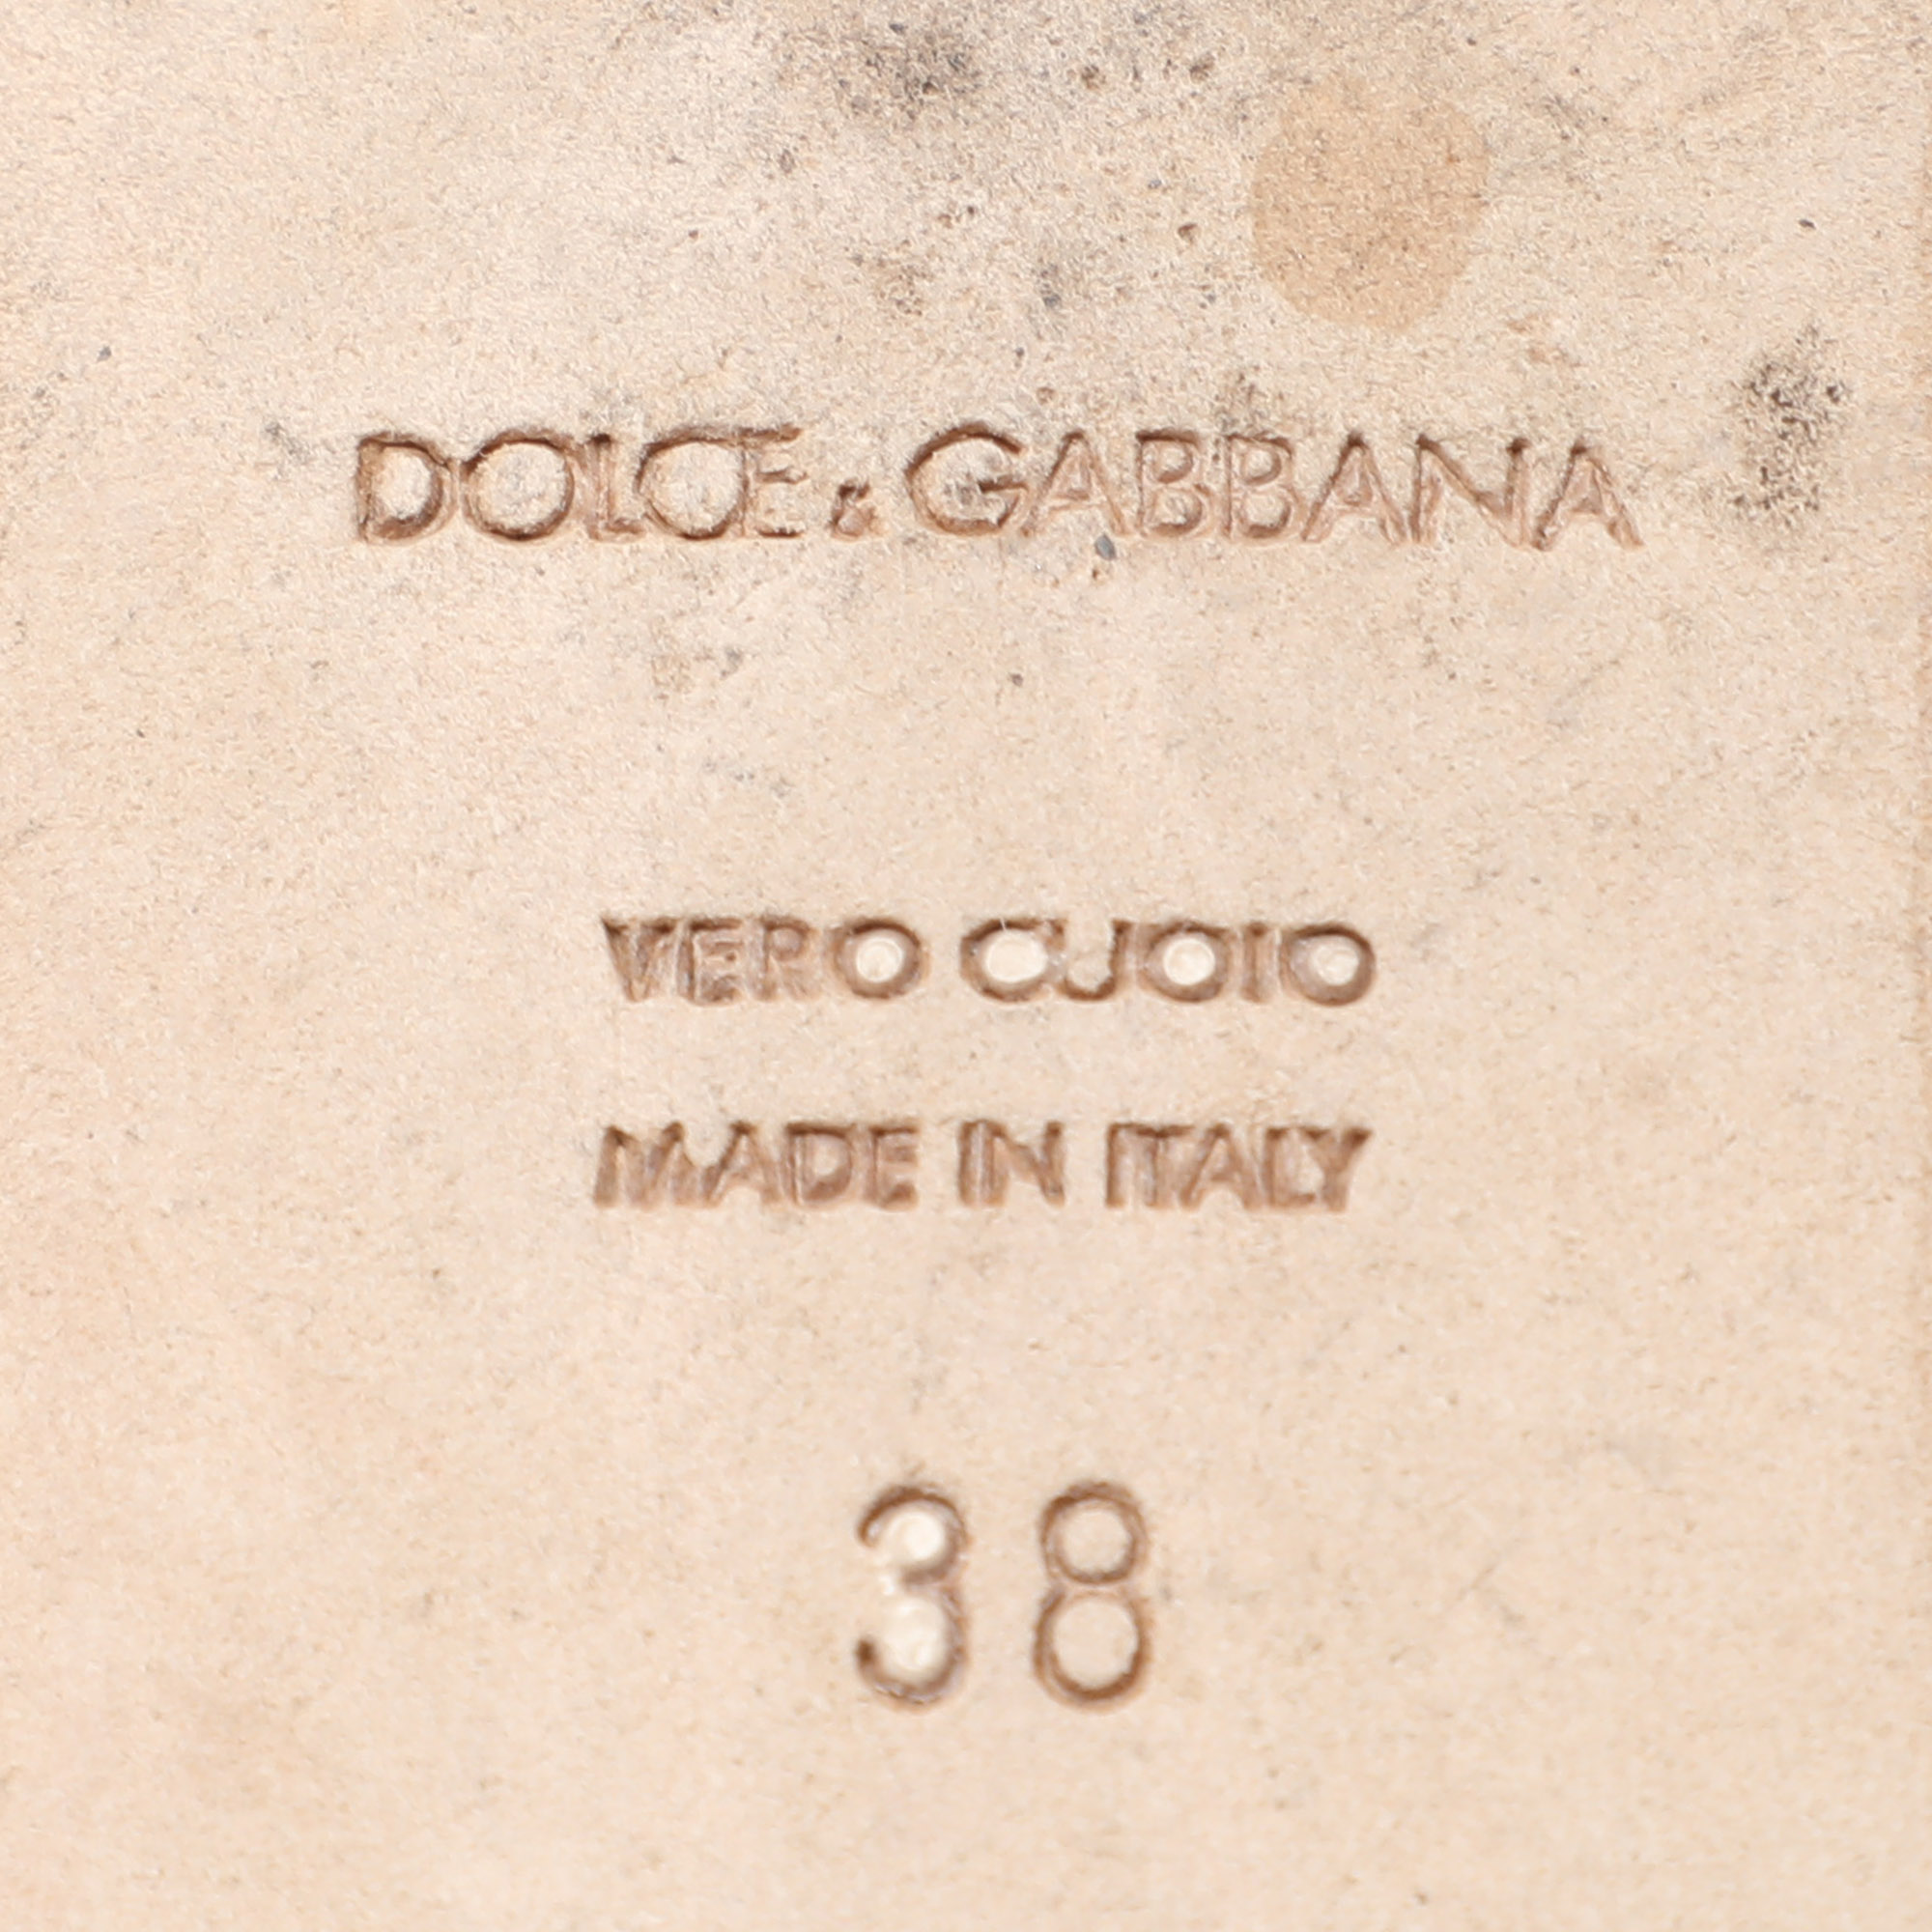 DOLCE & GABBANA
VERO CUOIO
MADE IN ITALY
38